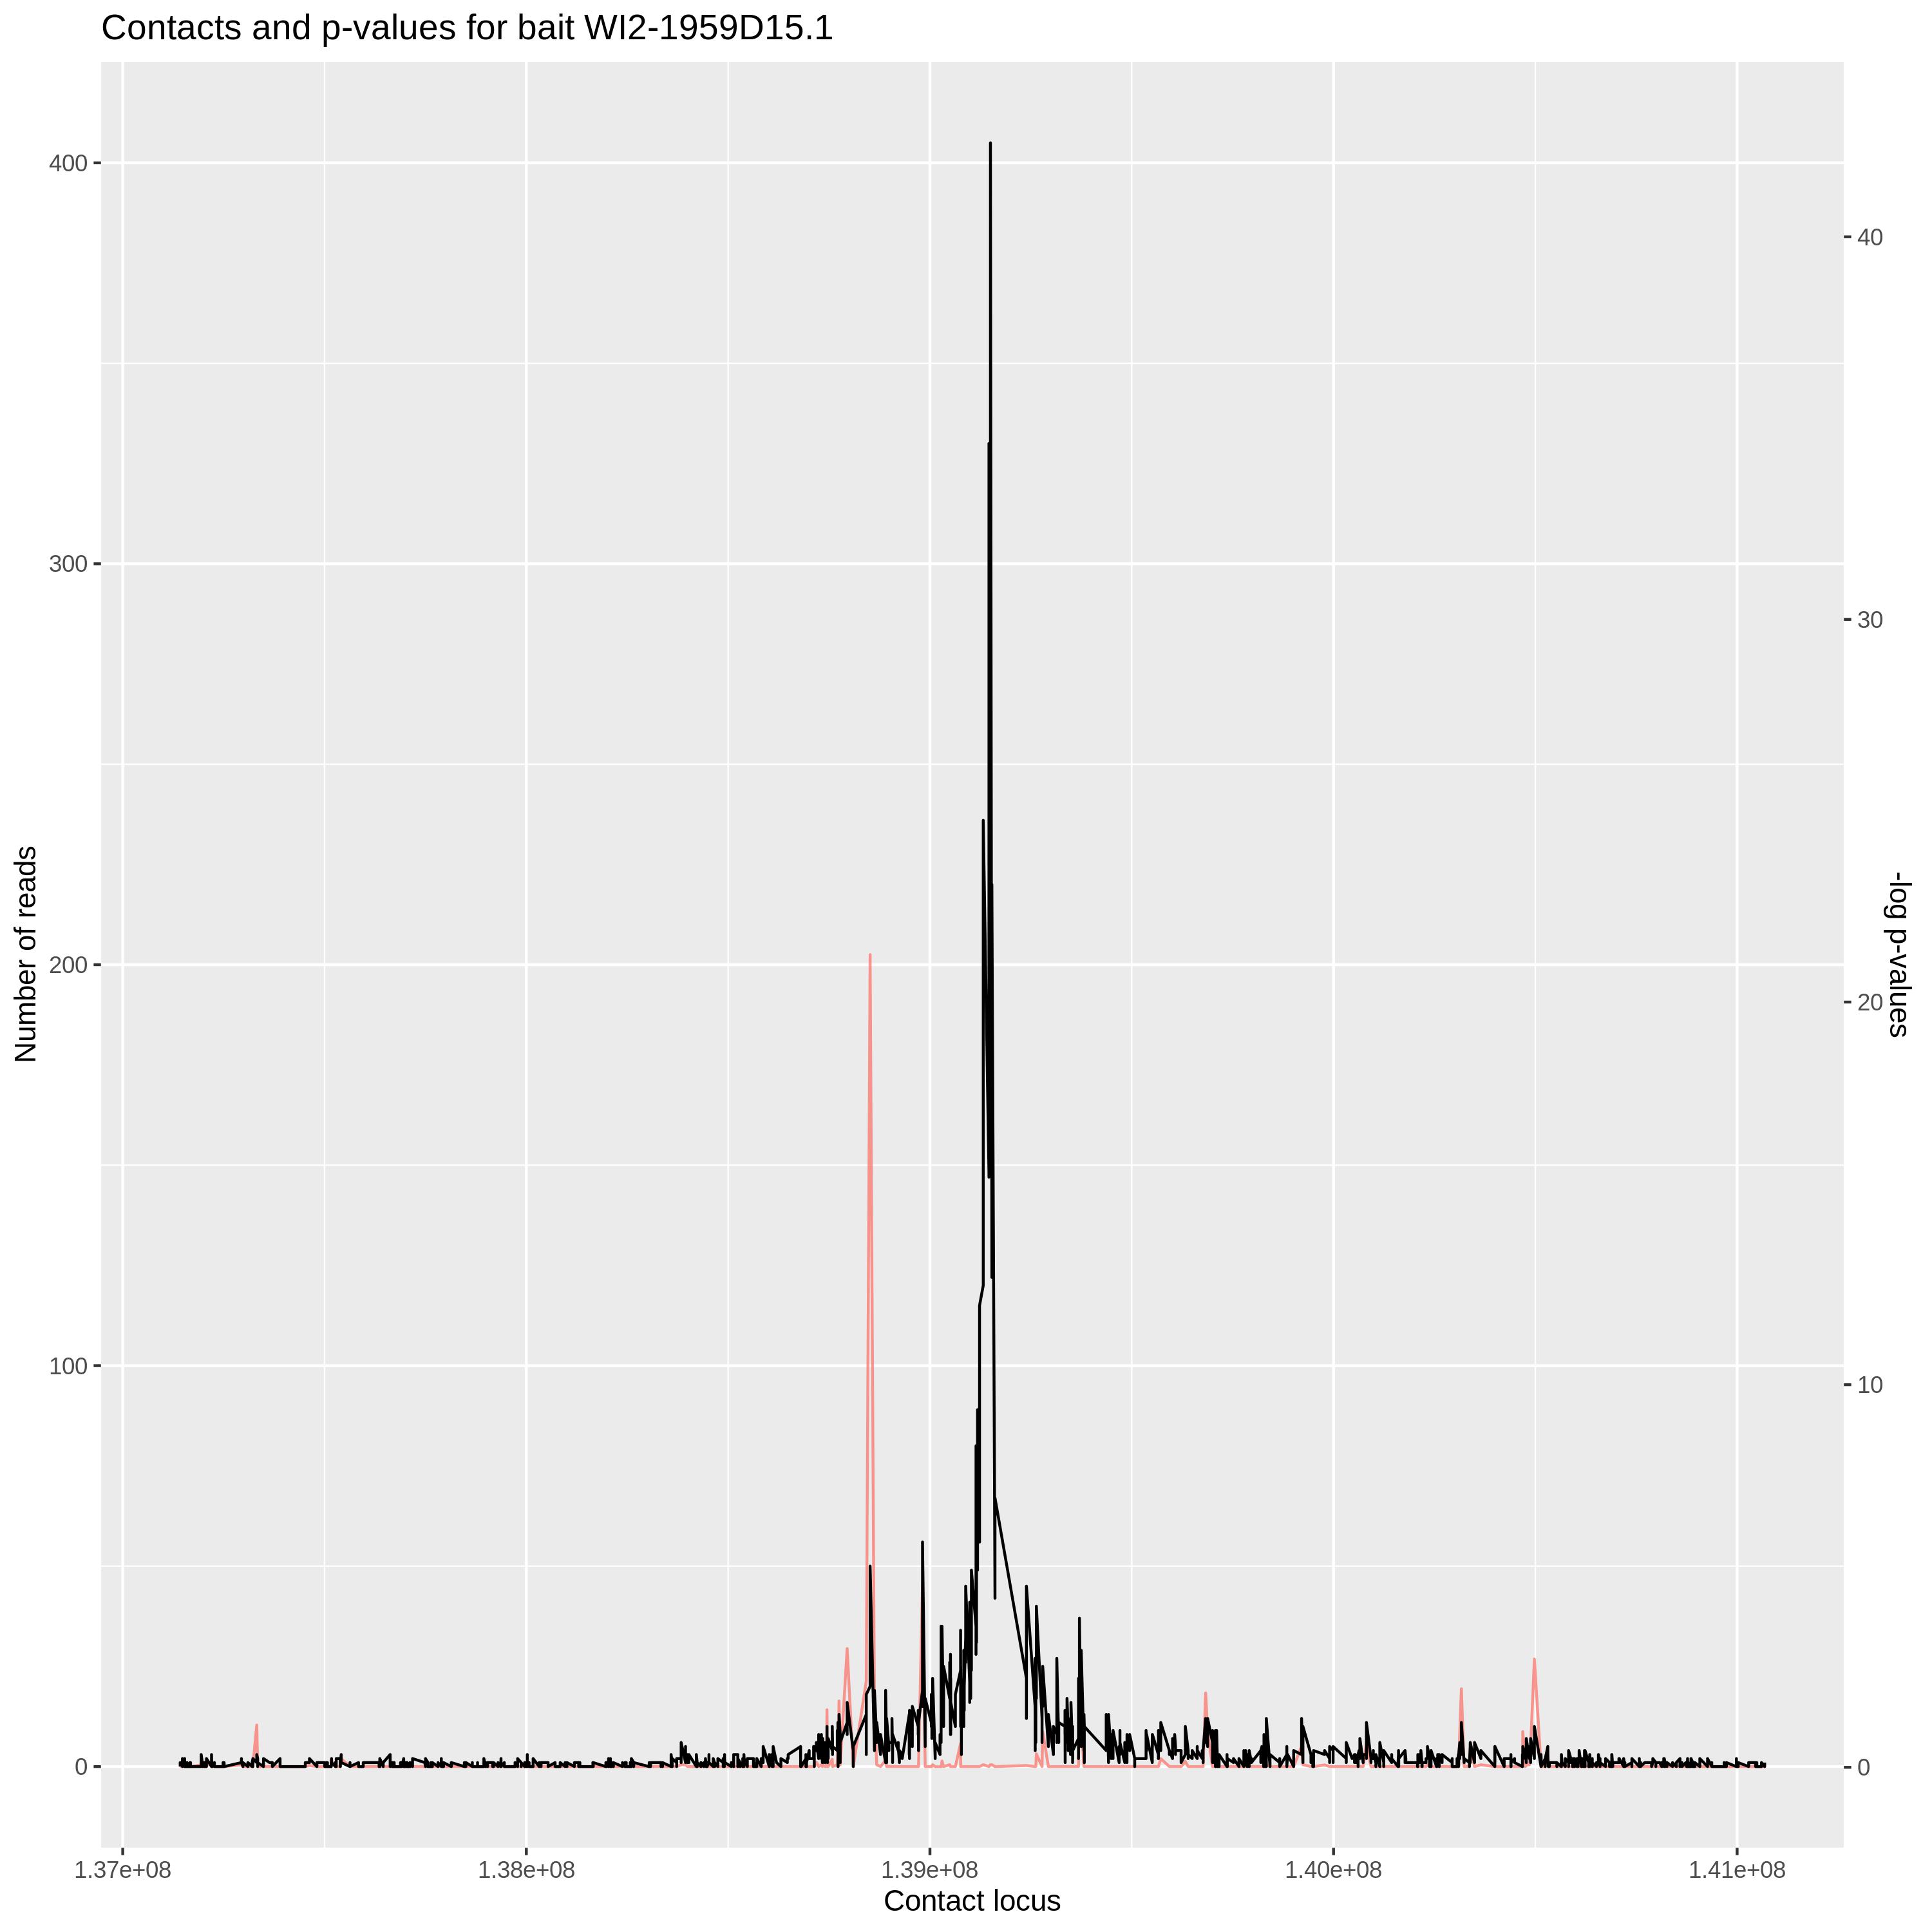 Contacts and p-values for bait WI2-1959D15.1
Number of reads
400
300
200
100
0
40
30
20
10
0
-log p-values
1.37e+08
1.38e+08
1.39e+08
1.40e+08
1.41e+08
Contact locus